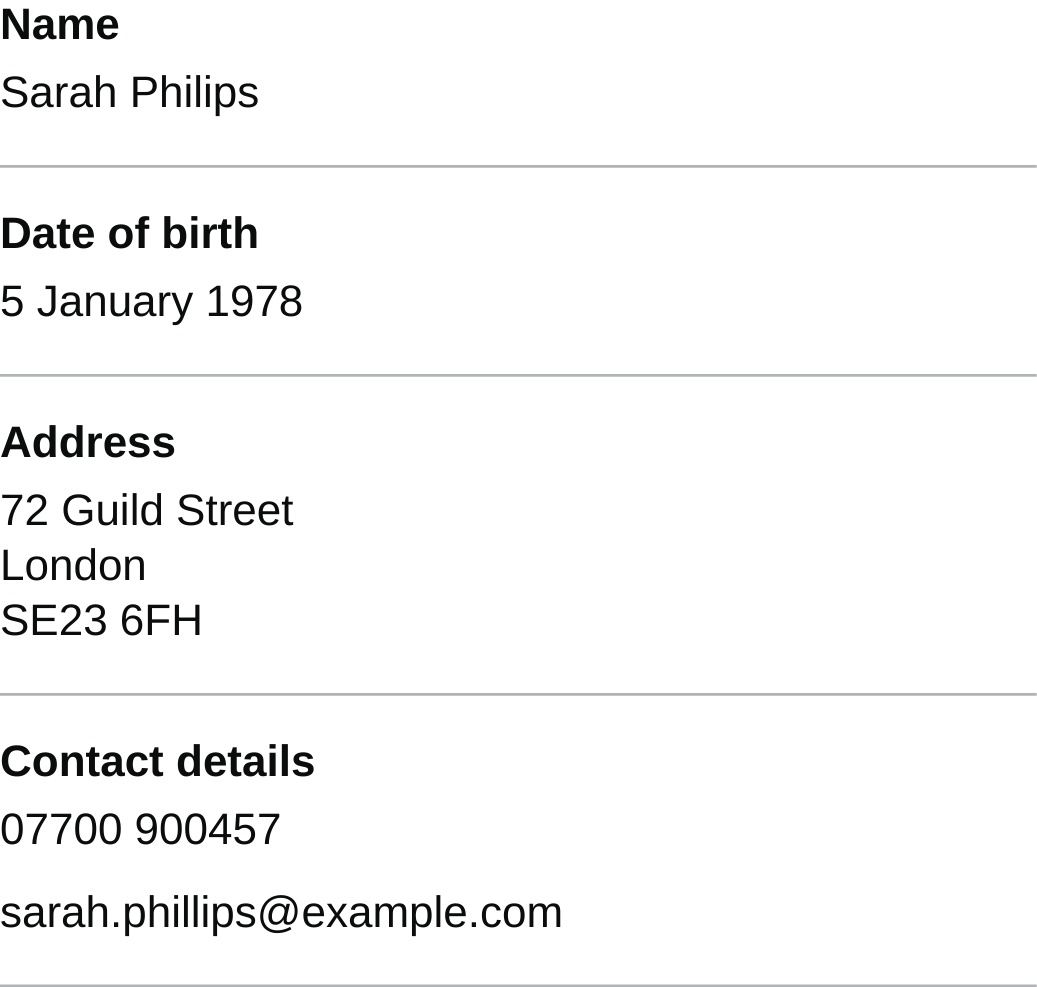 Name
Sarah Philips
Date of birth
5 January 1978
Address
72 Guild Street
London
SE23 6FH
Contact details
07700 900457
sarah.phillips@example.com